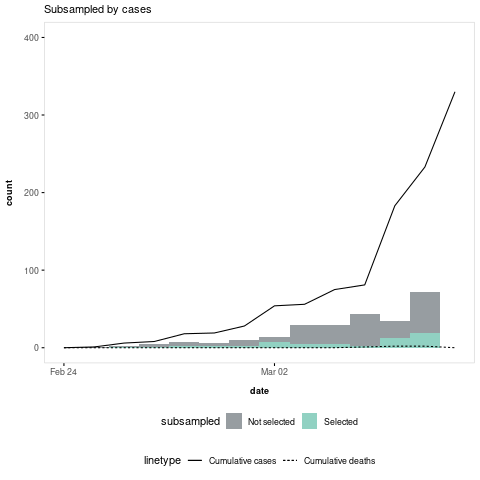 Subsampled by cases
400
300
200
100
0
count
Feb 24
Mar 02
date
subsampled Not selected Selected
linetype Cumulative cases Cumulative deaths